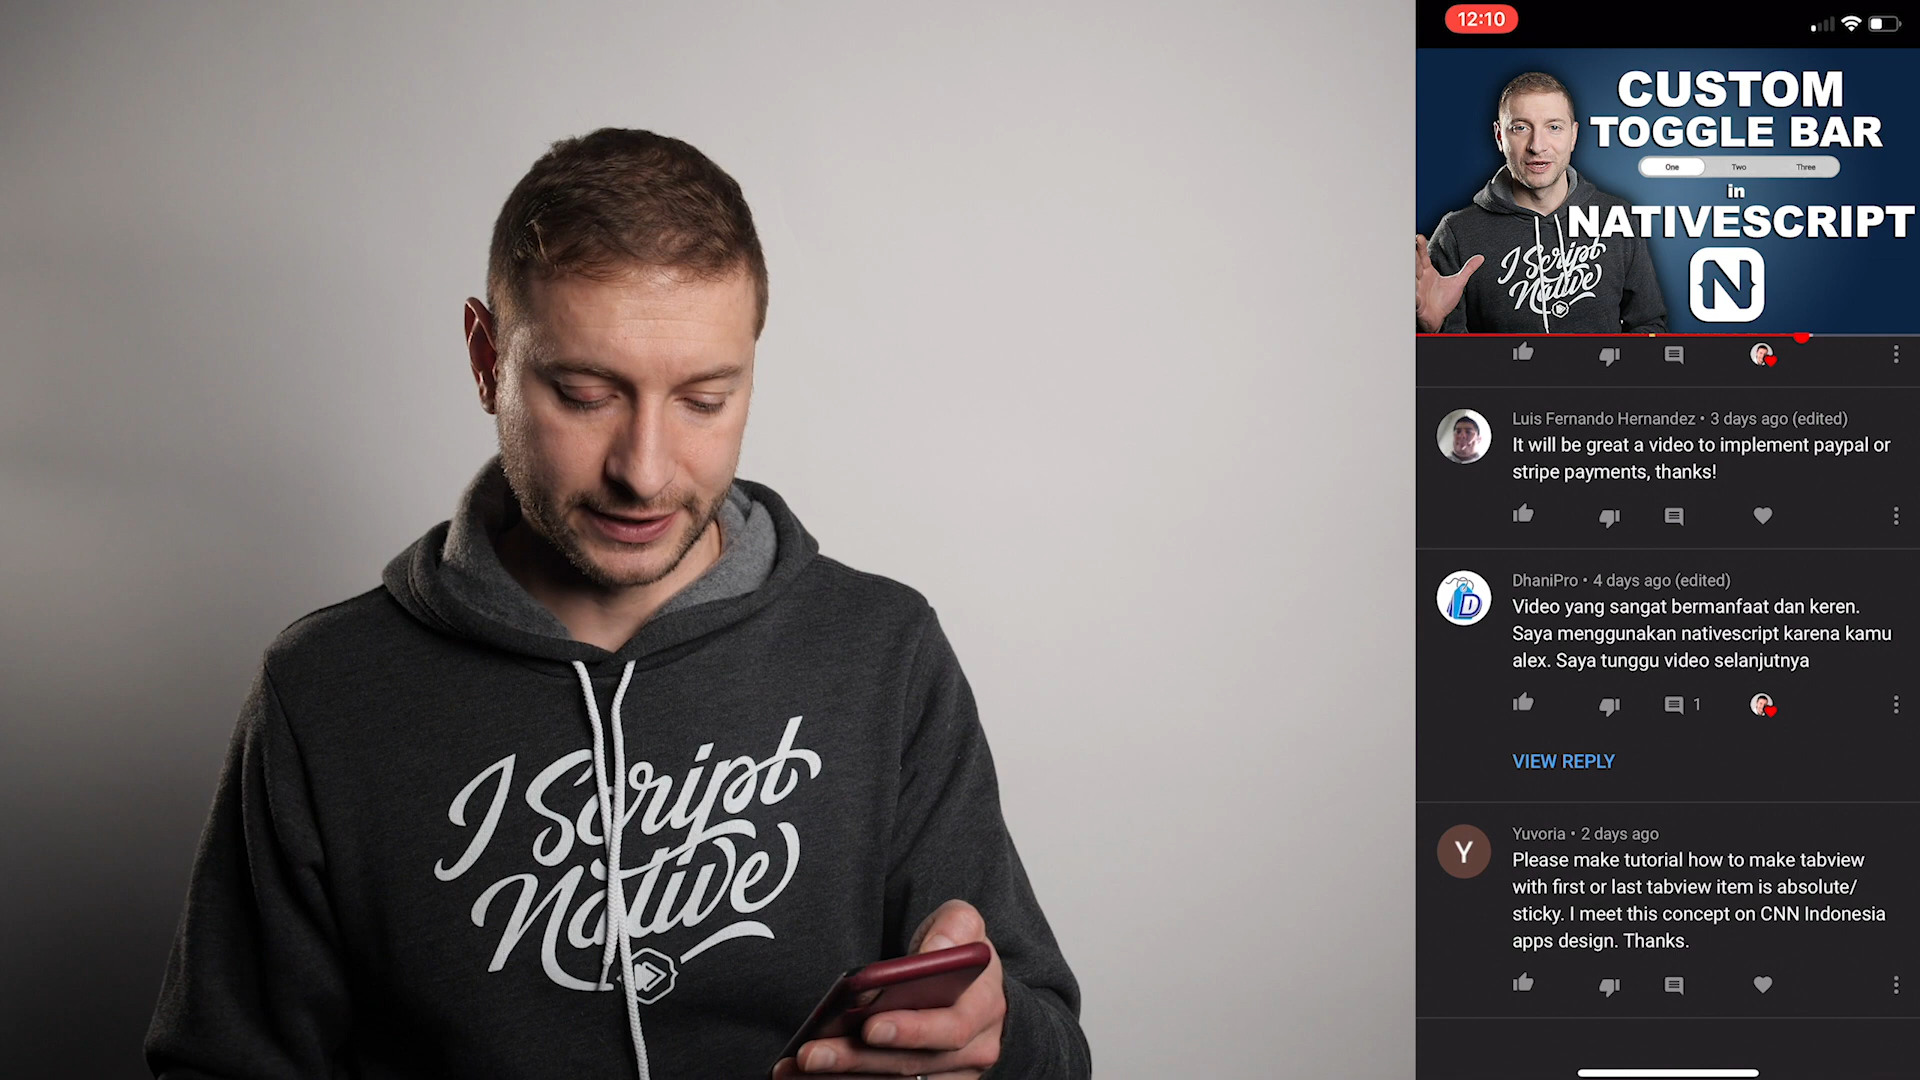 I Script
Native
12:10
CUSTOM
TOGGLE BAR
One Two Three
in
NATIVESCRIPT
I Script
Native
N
Luis Fernando Hernandez • 3 days ago (edited)
It will be great a video to implement paypal or
stripe payments, thanks!
DhaniPro • 4 days ago (edited)
Video yang sangat bermanfaat dan keren.
Saya menggunakan nativescript karena kamu
alex. Saya tunggu video selanjutnya
1
VIEW REPLY
Y
Yuvoria • 2 days ago
Please make tutorial how to make tabview
with first or last tabview item is absolute/
sticky. I meet this concept on CNN Indonesia
apps design. Thanks.
D